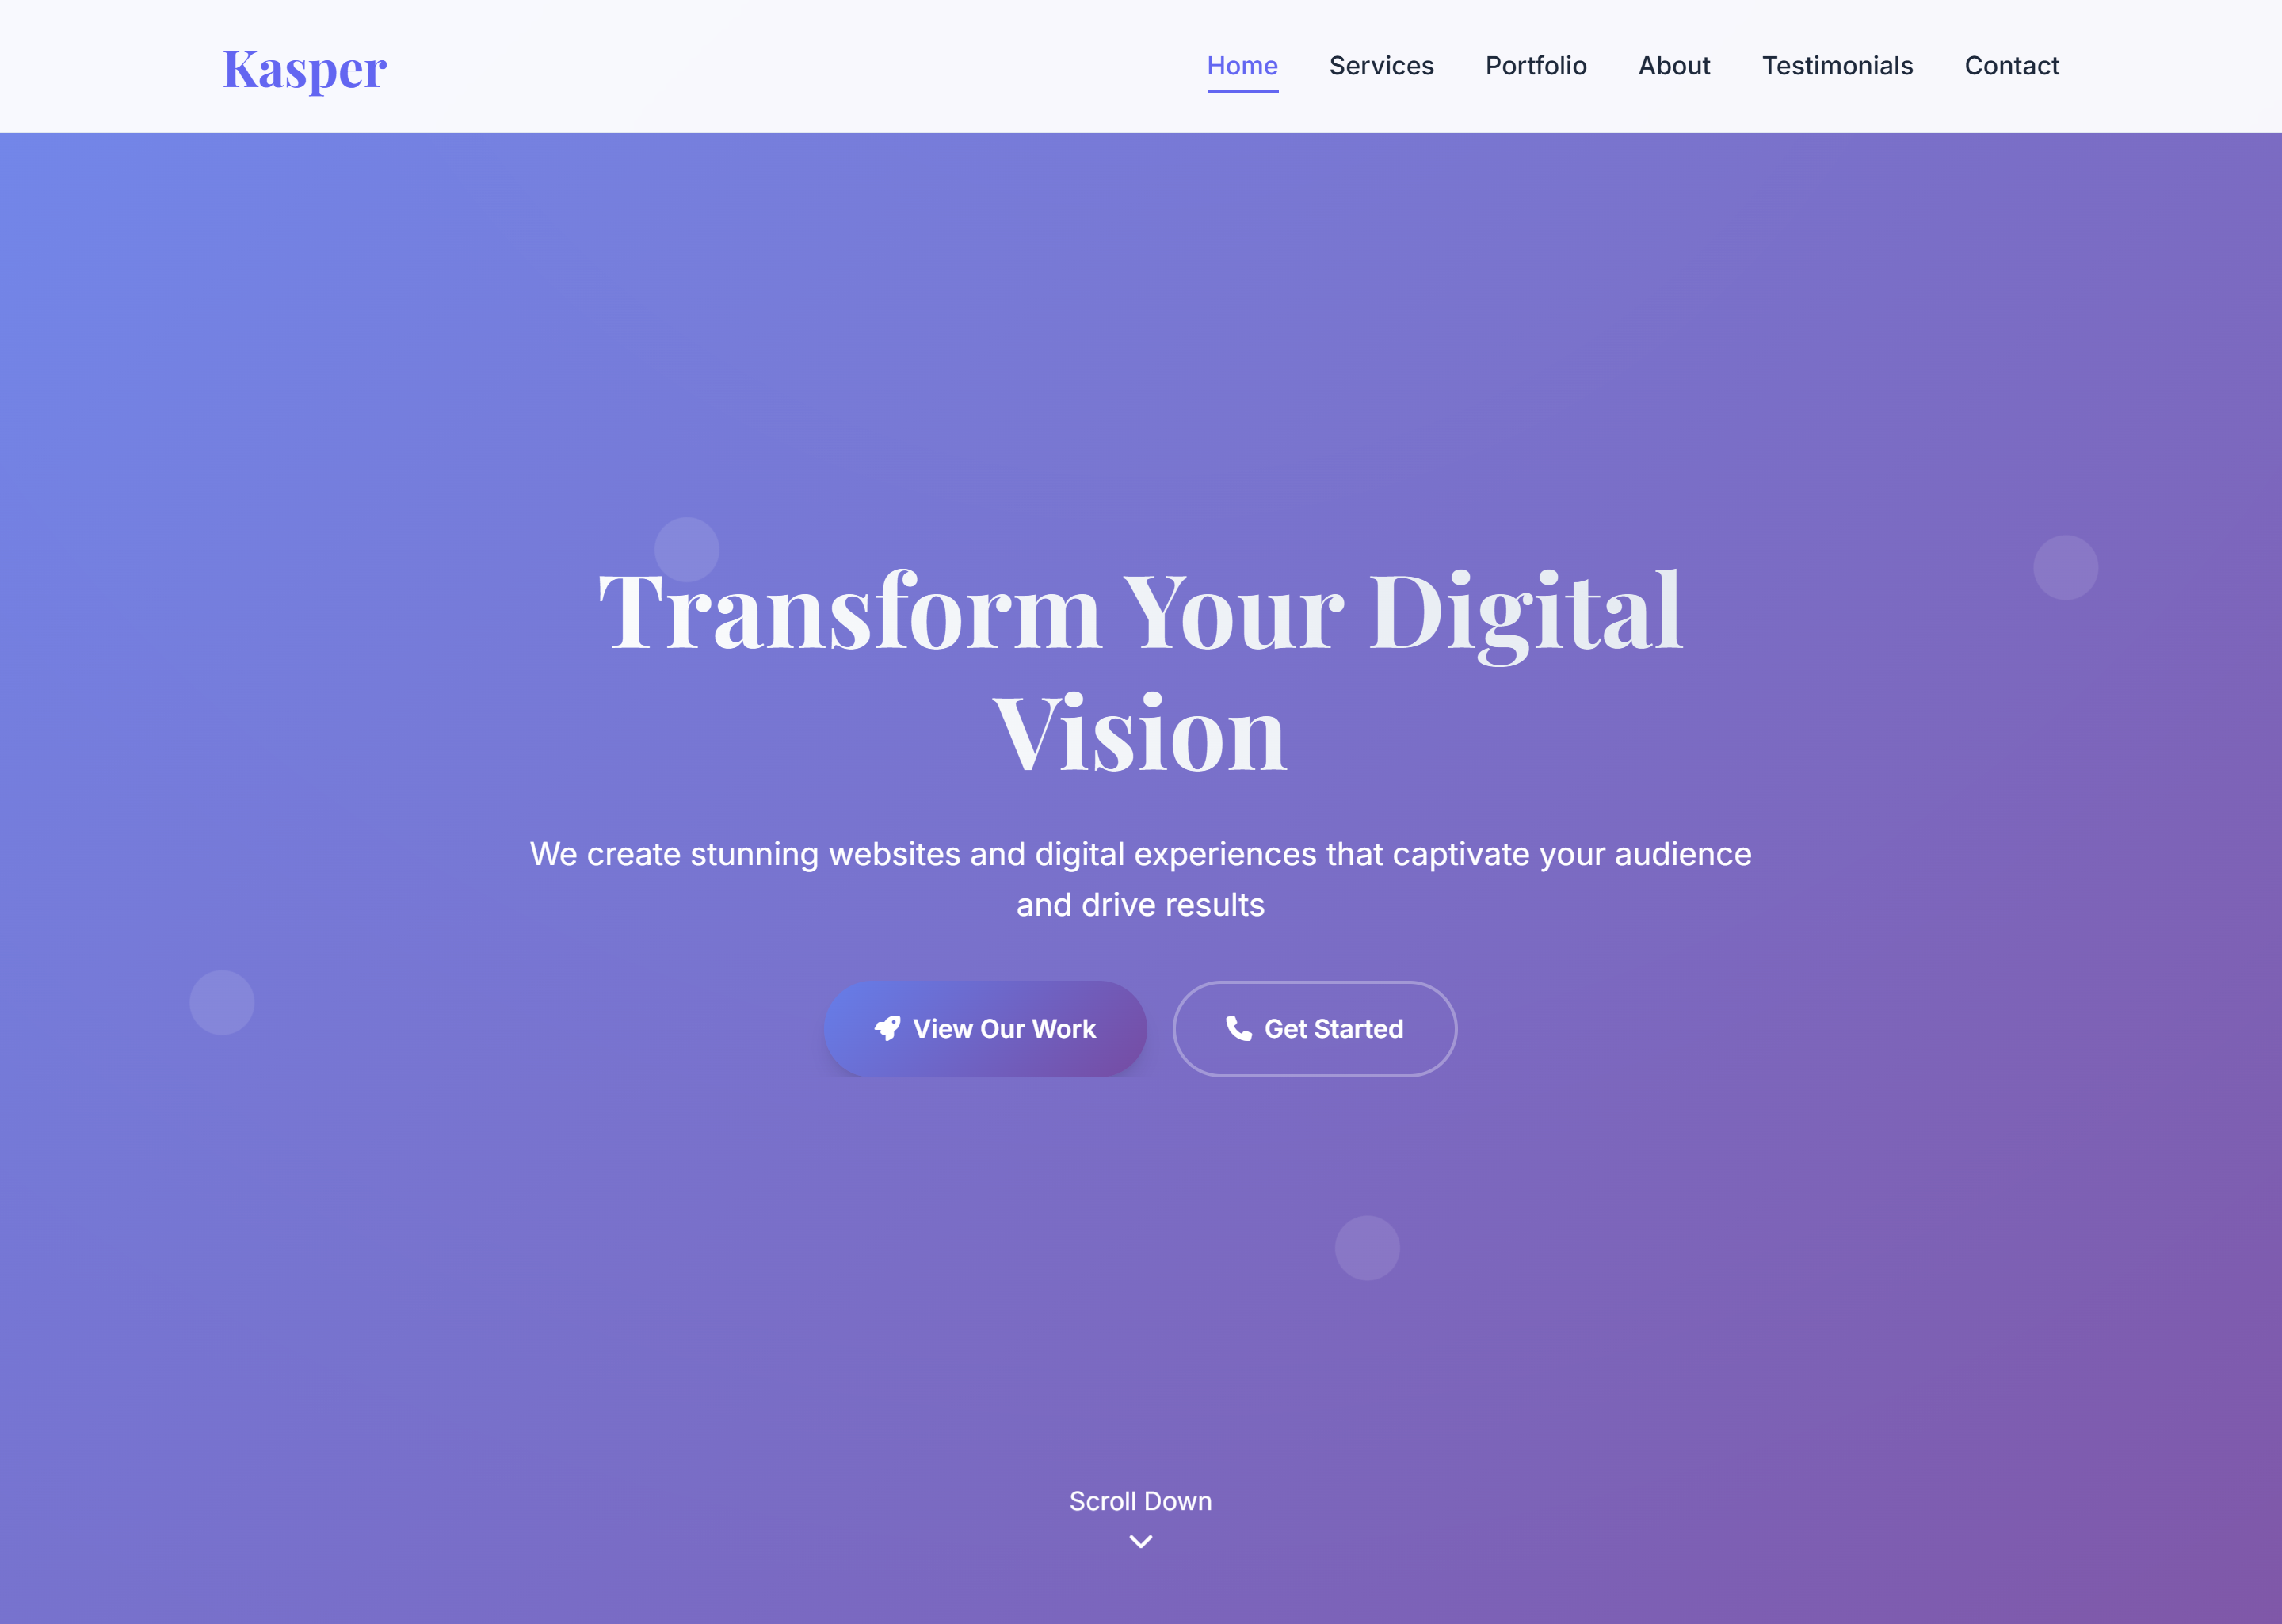 Kasper
Home Services Portfolio About Testimonials Contact
Transform Your Digital
Vision
We create stunning websites and digital experiences that captivate your audience
and drive results
View Our Work Get Started
Scroll Down